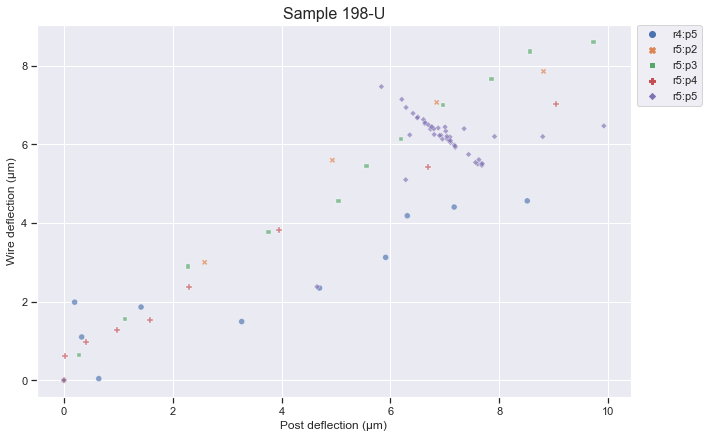 Sample 198-U
r4:p5
r5:p2
r5:p3
r5:p4
r5:p5
Wire deflection (µm)
8
6
4
2
0
0 2 4 6 8 10
Post deflection (µm)